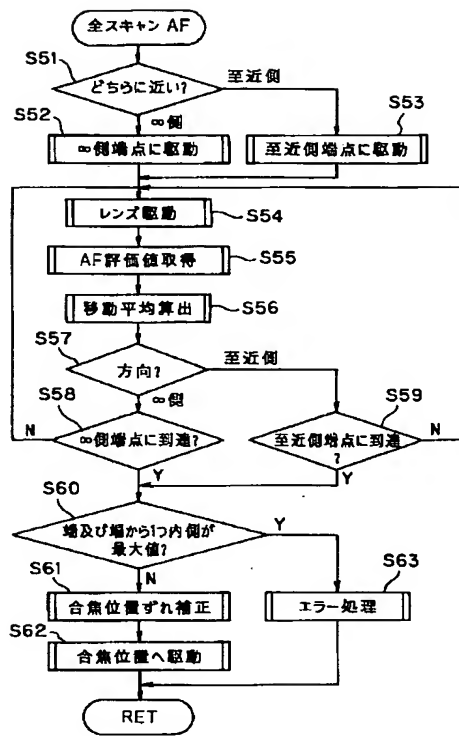 全スキャン AF
S51
どちらに近い?
至近側
S52
∞側
S53
∞側端点に駆動
至近側端点に駆動
レンズ駆動
S54
AF評価値取得
S55
移動平均算出
S56
S57
方向?
至近側
S58
∞側
S59
N
∞側端点に到達?
至近側端点に到達
?
N
Y
Y
S60
端及び端から1つ内側が
最大値?
Y
S61
N
S63
合焦位置ずれ補正
エラー処理
S62
合焦位置へ駆動
RET